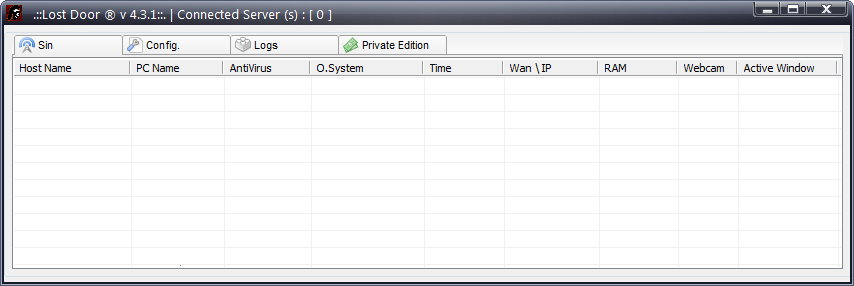 .::Lost Door ® v 4.3.1::. | Connected Server (s) : [ 0 ]
Sin Config. Logs Private Edition
Host Name PC Name AntiVirus O.System Time Wan \ IP RAM Webcam Active Window